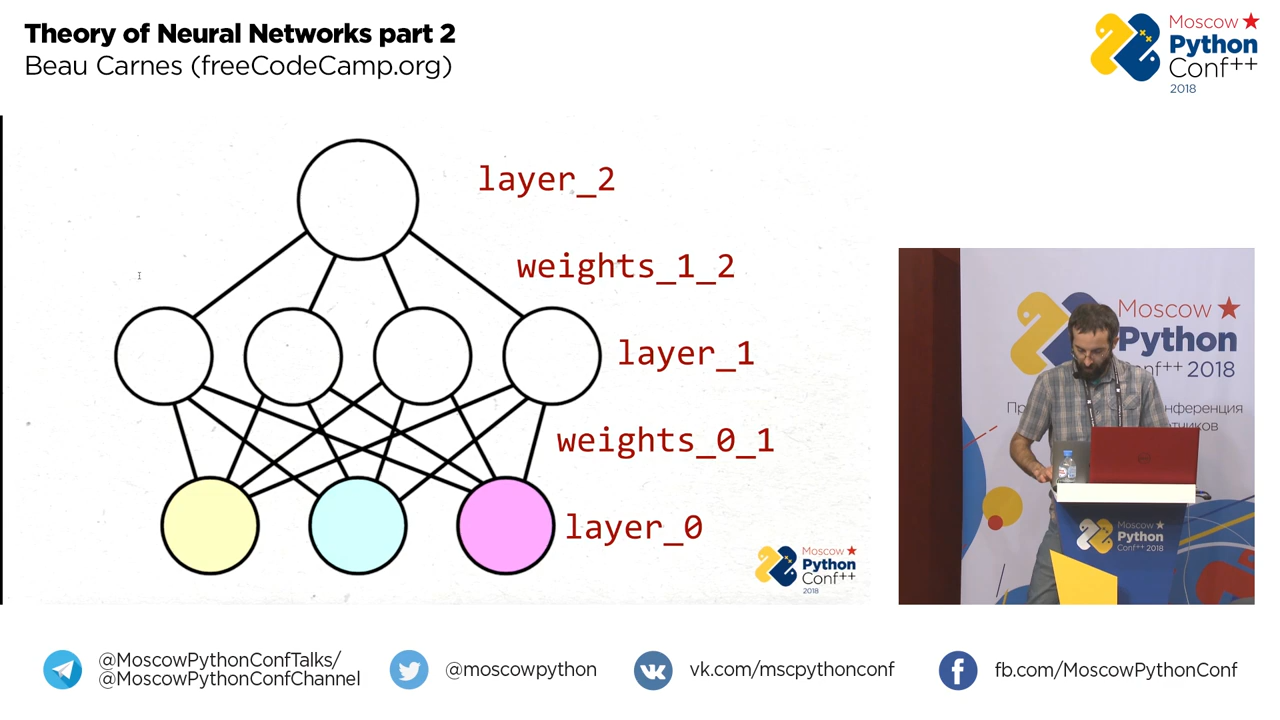 Theory of Neural Networks part 2
Beau Carnes (freeCodeCamp.org)
Moscow
Python
Conf++
2018
layer_2
weights_1_2
layer_1
weights_0_1
layer_0
Moscow
Python
Conf++
2018
Moscow
Python
nf++ 2018
нференция
Moscow
Python
Conf++ 2018
@MoscowPythonConfTalks/
@MoscowPythonConfChannel
@moscowpython
vk.com/mscpythonconf
fb.com/MoscowPythonConf